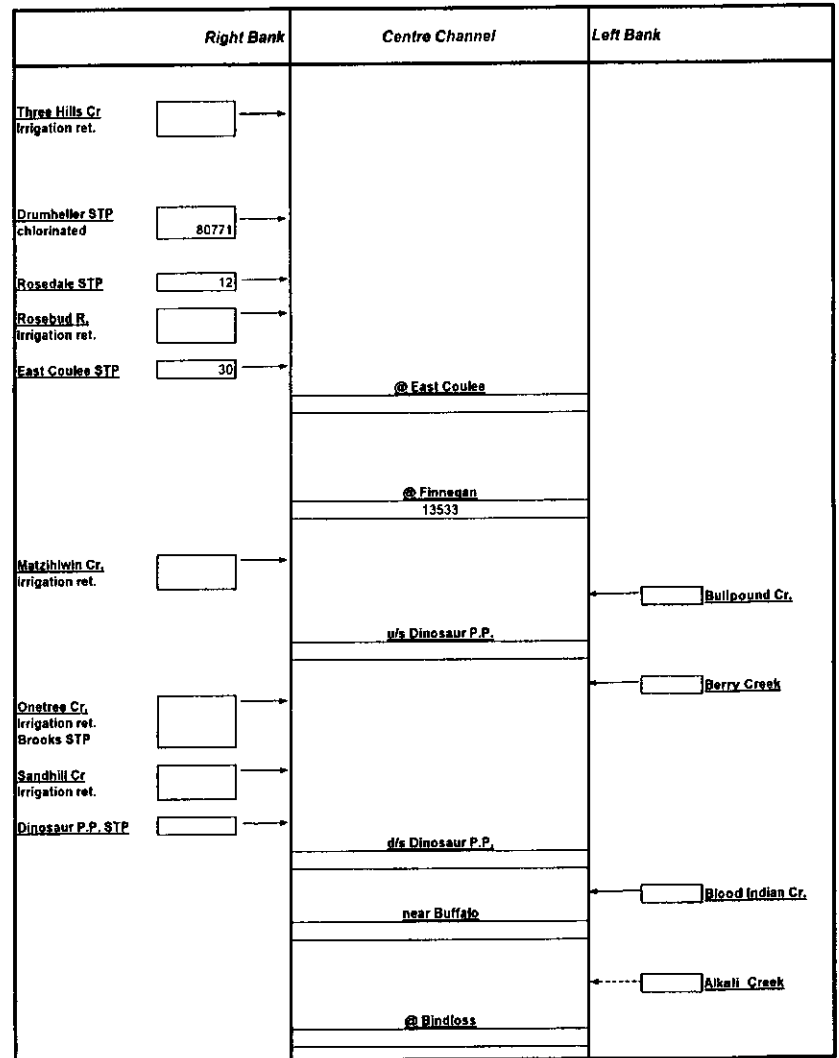 Right Bank
Centre Channel
Left Bank
Three Hills Cr
Irrigation ret.
Drumheller STP
chlorinated
80771
Rosedale STP
12
Rosebud R.
Irrigation ret.
East Coulee STP
30
@ East Coulee
@ Finnegan
13533
Matzihiwin Cr.
Irrigation ret.
Bullpound Cr.
u/s Dinosaur P.P.
Berry Creek
Onetree Cr.
Irrigation ret.
Brooks STP
Sandhill Cr
Irrigation ret.
Dinosaur P.P. STP
d/s Dinosaur P.P.
Blood Indian Cr.
near Buffalo
Alkali Creek
@ Bindloss